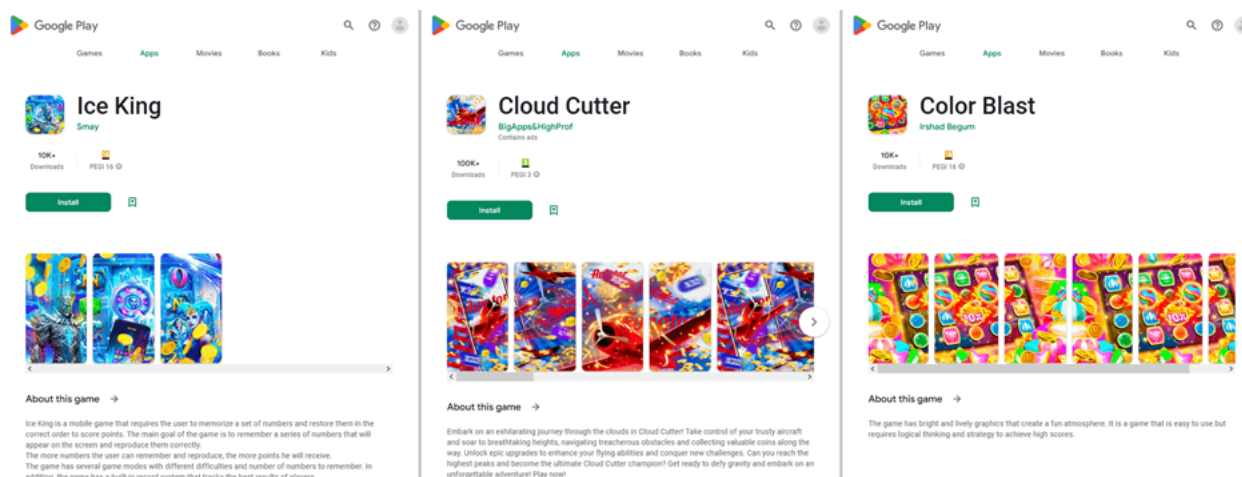 Google Play
Games Apps Movies Books Kids
Ice King
Smay
10K+
Downloads
PEGI 16
Install
About this game →
Ice King is a mobile game that requires the user to memorize a set of numbers and restore them in the
correct order to score points. The main goal of the game is to remember a series of numbers that will
appear on the screen and reproduce them correctly.
The more numbers the user can remember and reproduce, the more points he will receive.
The game has several game modes with different difficulties and number of numbers to remember. In
addition, the game has a built-in record system that tracks the best results of players.
Google Play
Games Apps Movies Books Kids
Cloud Cutter
BigApps&HighProf
Contains ads
100K+
Downloads
PEGI 3
Install
About this game →
Embark on an exhilarating journey through the clouds in Cloud Cutter! Take control of your trusty aircraft
and soar to breathtaking heights, navigating treacherous obstacles and collecting valuable coins along the
way. Unlock epic upgrades to enhance your flying abilities and conquer new challenges. Can you reach the
highest peaks and become the ultimate Cloud Cutter champion? Get ready to defy gravity and embark on an
unforgettable adventure! Play now!
Google Play
Games Apps Movies Books Kids
Color Blast
Irshad Begum
10K+
Downloads
PEGI 16
Install
About this game →
The game has bright and lively graphics that create a fun atmosphere. It is a game that is easy to use but
requires logical thinking and strategy to achieve high scores.